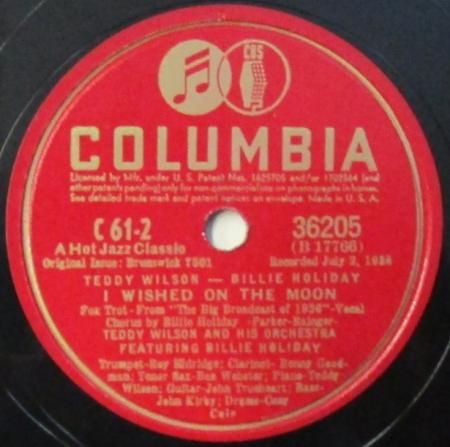 CBS
COLUMBIA
Licensed by Mfr. under U. S. Patent Nos. 1625705 and/or 1702564 (and
other patents pending) only for non-commercial use on phonographs in homes.
See detailed trade mark and patent notices on envelope. Made in U. S. A.
C 61-2 36205
A Hot Jazz Classic (B 17766)
Original Issue: Brunswick 7501 Recorded July 2, 1935
TEDDY WILSON — BILLIE HOLIDAY
I WISHED ON THE MOON
Fox Trot - From "The Big Broadcast of 1936" - Vocal
Chorus by Billie Holiday -Parker-Rainger-
TEDDY WILSON AND HIS ORCHESTRA
FEATURING BILLIE HOLIDAY
Trumpet-Roy Eldridge; Clarinet- Benny Good-
man; Tenor Sax-Ben Webster; Piano-Teddy
Wilson; Guitar-John Trueheart; Bass-
John Kirby; Drums-Cozy
Cole